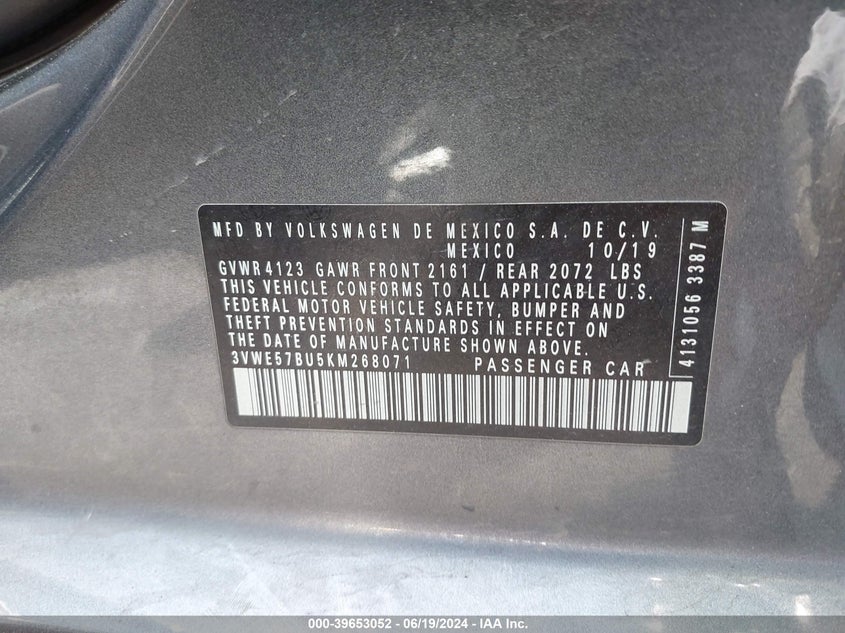 MFD BY VOLKSWAGEN DE MEXICO S.A. DE C.V.
MEXICO 10/19
GVWR 4123 GAWR FRONT 2161 / REAR 2072 LBS
THIS VEHICLE CONFORMS TO ALL APPLICABLE U.S.
FEDERAL MOTOR VEHICLE SAFETY, BUMPER AND
THEFT PREVENTION STANDARDS IN EFFECT ON
THE DATE OF MANUFACTURE SHOWN ABOVE.
3VWE57BU5KM268071 PASSENGER CAR
4131056 3387 M
000-39653052 / 06/19/2024 - IAA Inc.